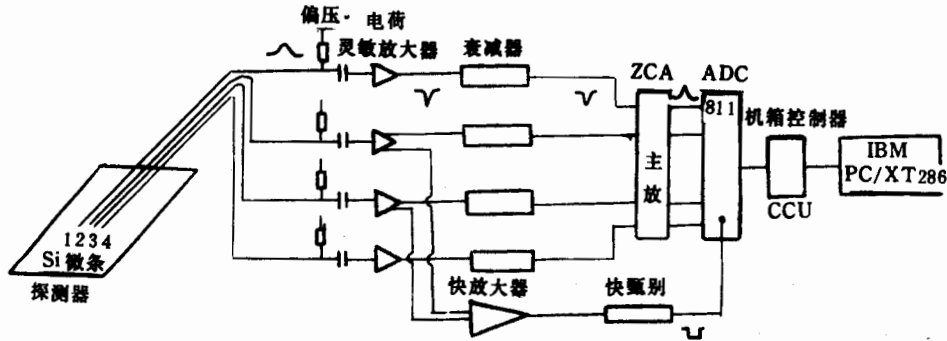 偏压· 电荷
灵敏放大器 衰减器
ZCA ADC
811
机箱控制器
主放
IBM
PC/XT286
CCU
1234
Si微条
探测器
快放大器 快甄别